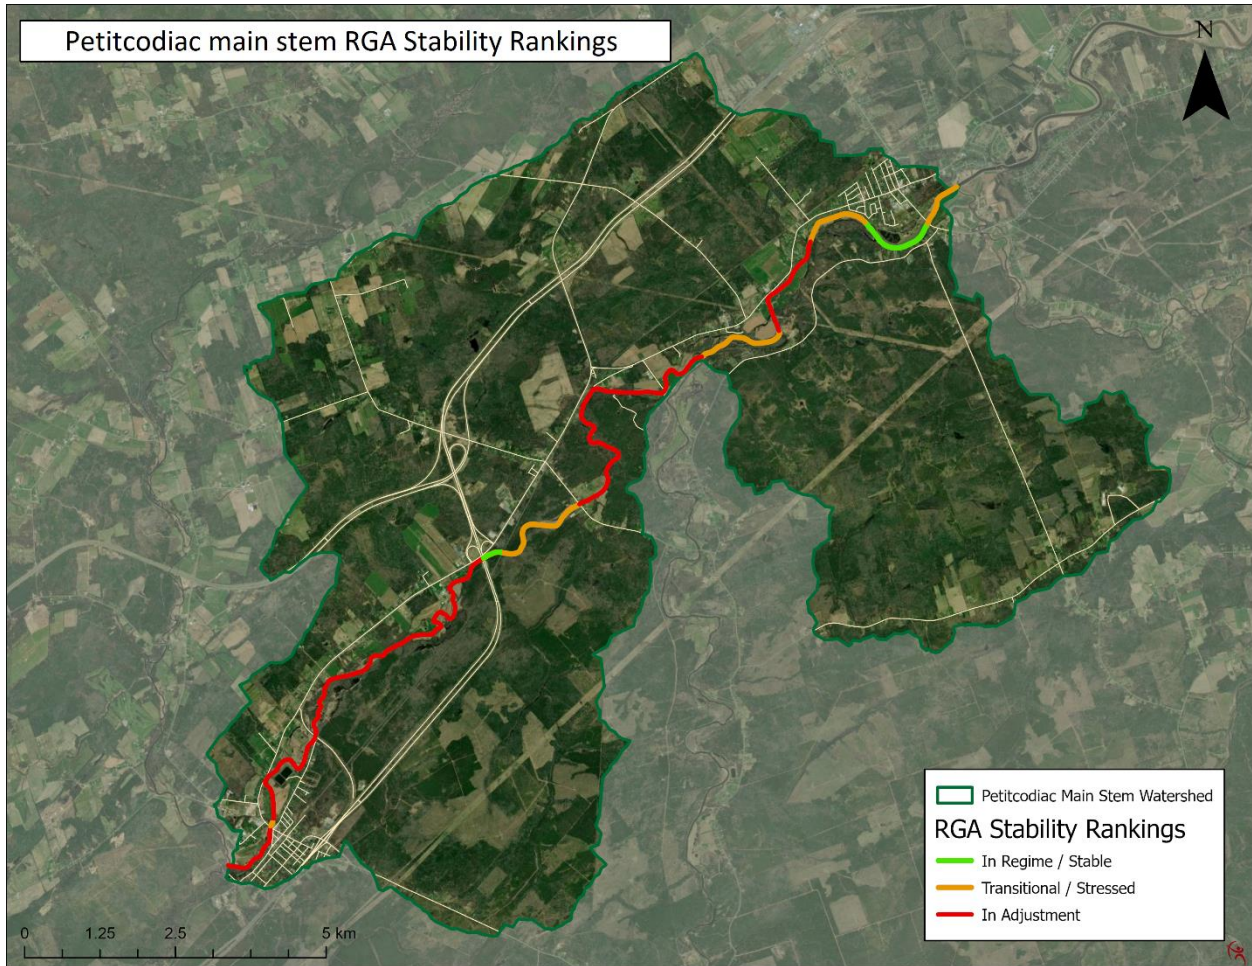 Petitcodiac main stem RGA Stability Rankings
N
Petitcodiac Main Stem Watershed
RGA Stability Rankings
In Regime / Stable
Transitional / Stressed
In Adjustment
0 1.25 2.5 5 km